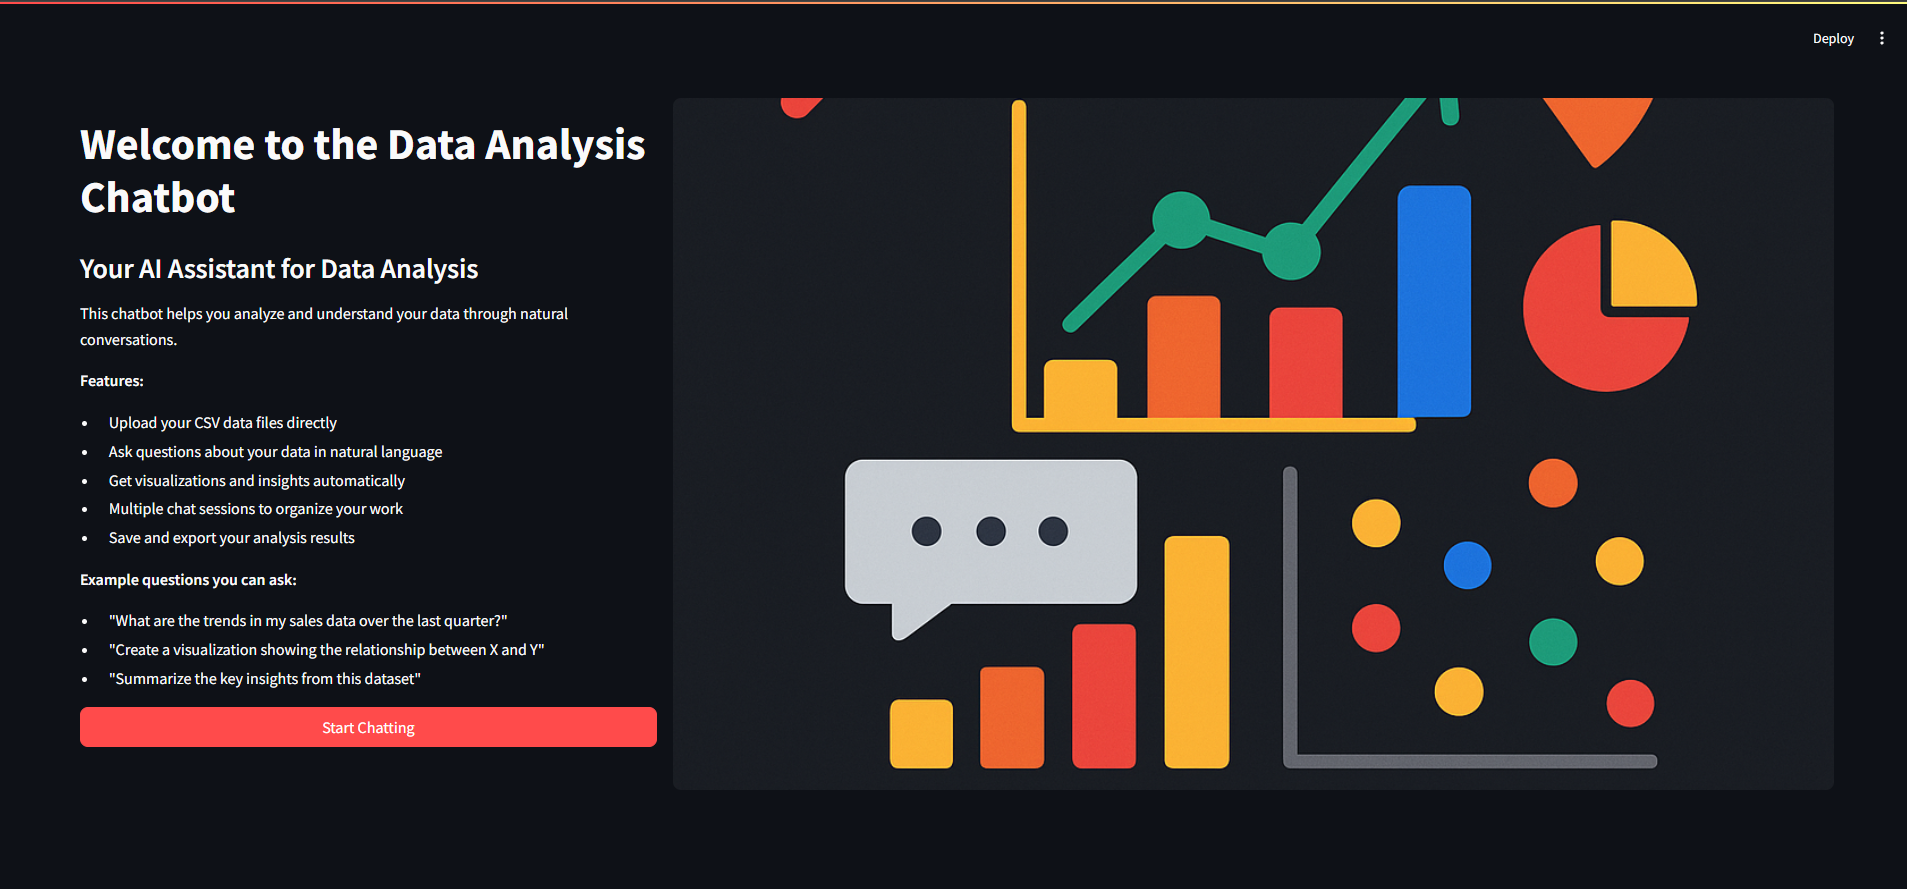 Deploy
Welcome to the Data Analysis
Chatbot
Your AI Assistant for Data Analysis
This chatbot helps you analyze and understand your data through natural
conversations.
Features:
• Upload your CSV data files directly
• Ask questions about your data in natural language
• Get visualizations and insights automatically
• Multiple chat sessions to organize your work
• Save and export your analysis results
Example questions you can ask:
• "What are the trends in my sales data over the last quarter?"
• "Create a visualization showing the relationship between X and Y"
• "Summarize the key insights from this dataset"
Start Chatting